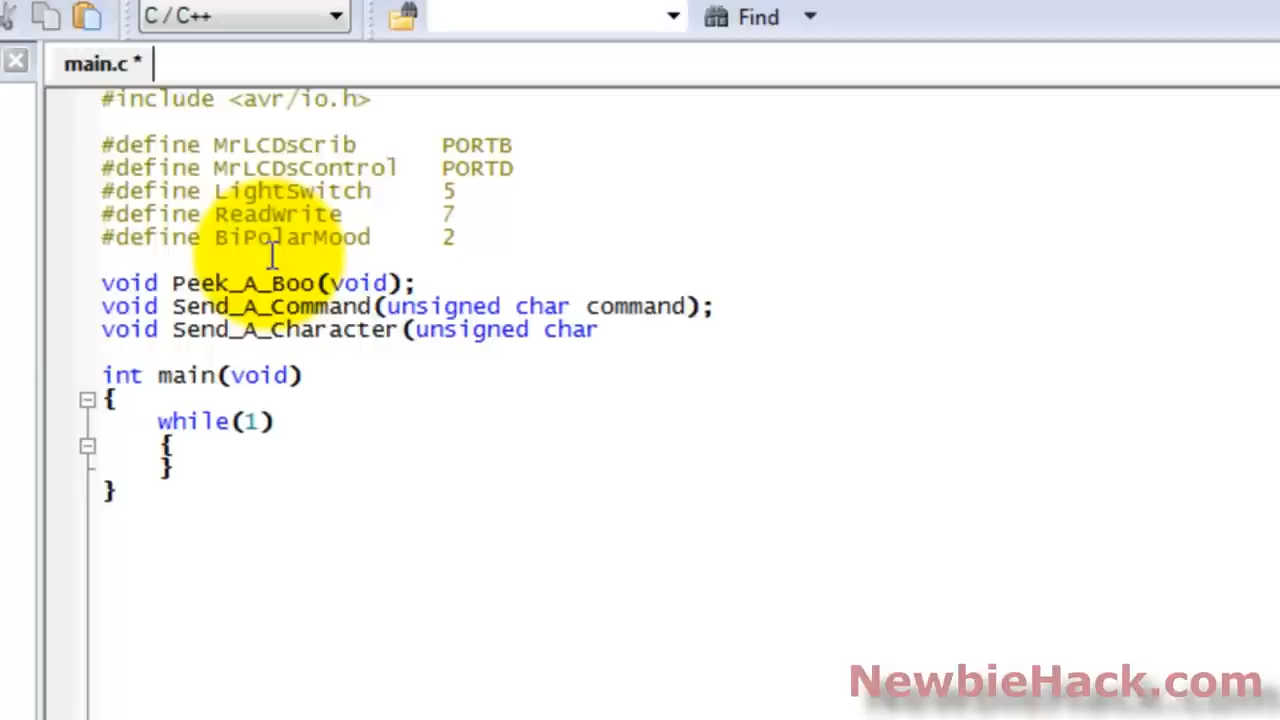 C / C++
Find
main.c *
#include <avr/io.h>
#define MrLCDsCrib PORTB
#define MrLCDsControl PORTD
#define LightSwitch 5
#define ReadWrite 7
#define BiPolarMood 2
void Peek_A_Boo(void);
void Send_A_Command(unsigned char command);
void Send_A_Character(unsigned char
int main(void)
{
while(1)
{
}
}
NewbieHack.com